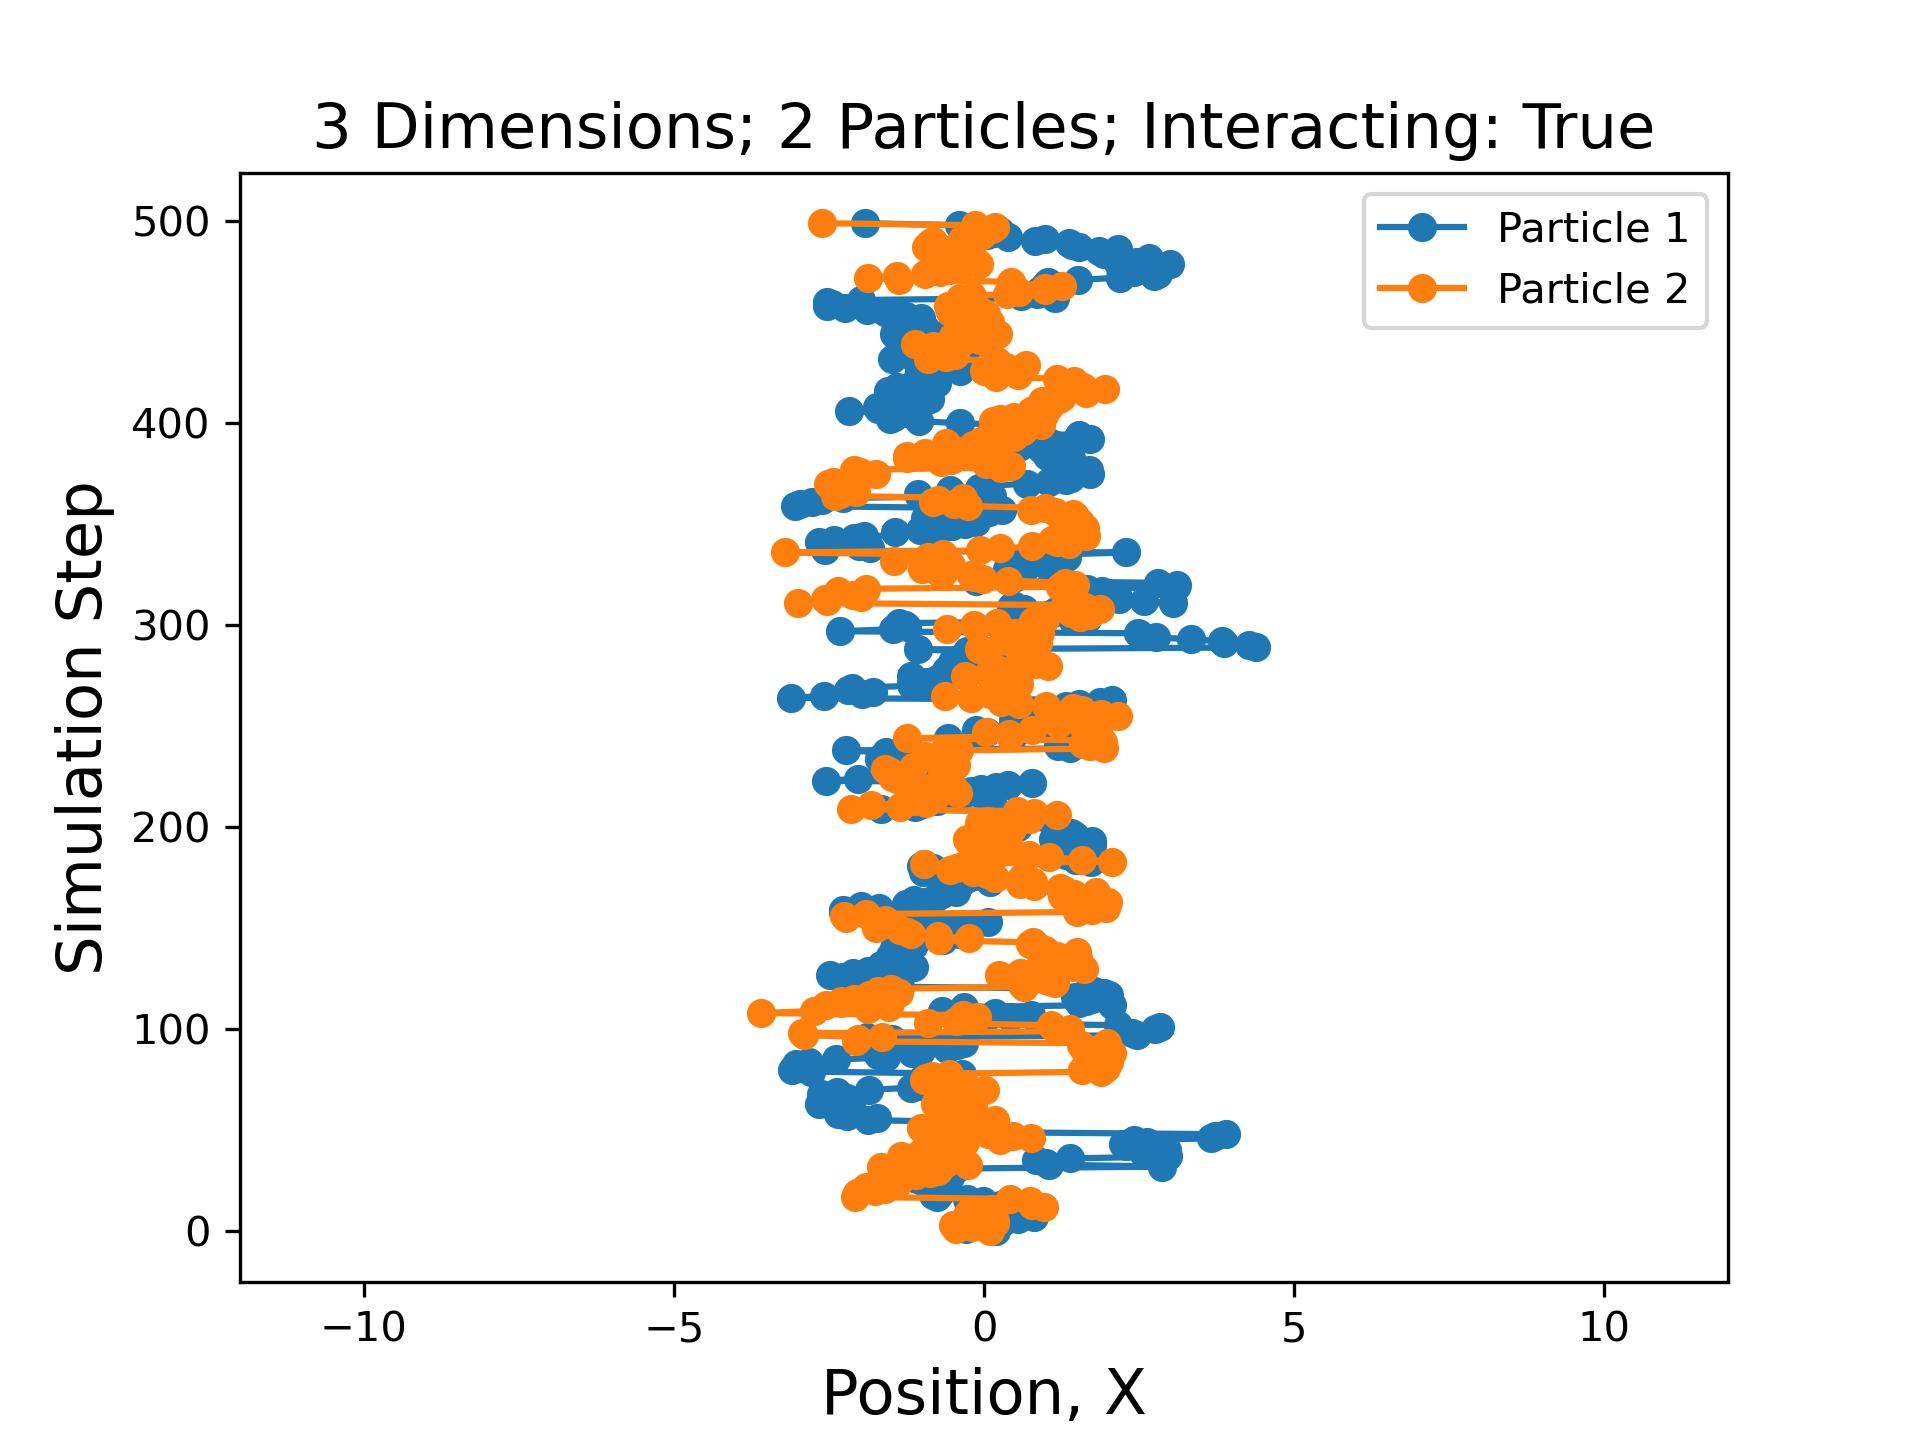 3 Dimensions; 2 Particles; Interacting: True
Particle 1
Particle 2
500
400
300
200
100
0
Simulation Step
−10
−5
0
5
10
Position, X